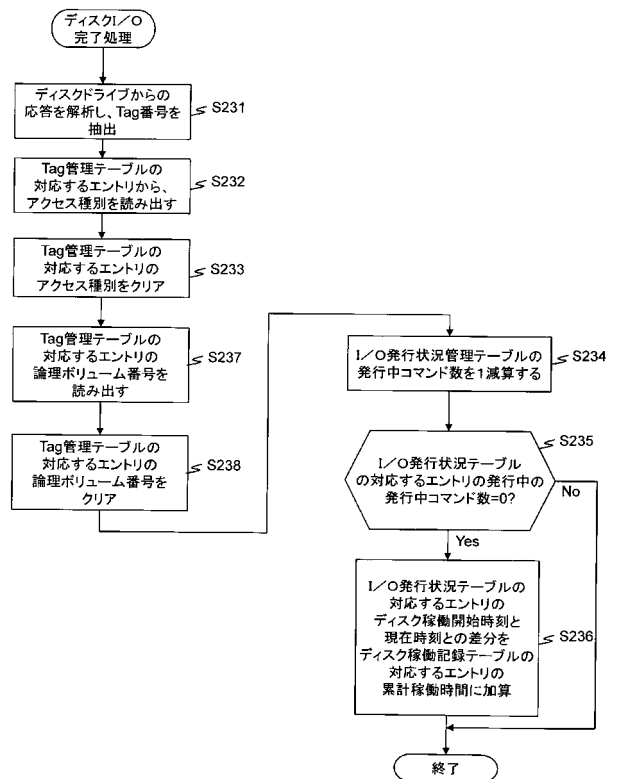 ディスクI／O
完了処理
ディスクドライブからの
応答を解析し、Tag番号を
抽出
S231
Tag管理テーブルの
対応するエントリから、
アクセス種別を読み出す
S232
Tag管理テーブルの
対応するエントリの
アクセス種別をクリア
S233
Tag管理テーブルの
対応するエントリの
論理ボリューム番号を
読み出す
S237
Tag管理テーブルの
対応するエントリの
論理ボリューム番号を
クリア
S238
I／O発行状況管理テーブルの
発行中コマンド数を1減算する
S234
S235
I／O発行状況テーブル
の対応するエントリの発行中の
発行中コマンド数=0?
No
Yes
I／O発行状況テーブルの
対応するエントリの
ディスク稼働開始時刻と
現在時刻との差分を
ディスク稼働記録テーブルの
対応するエントリの
累計稼働時間に加算
S236
終了